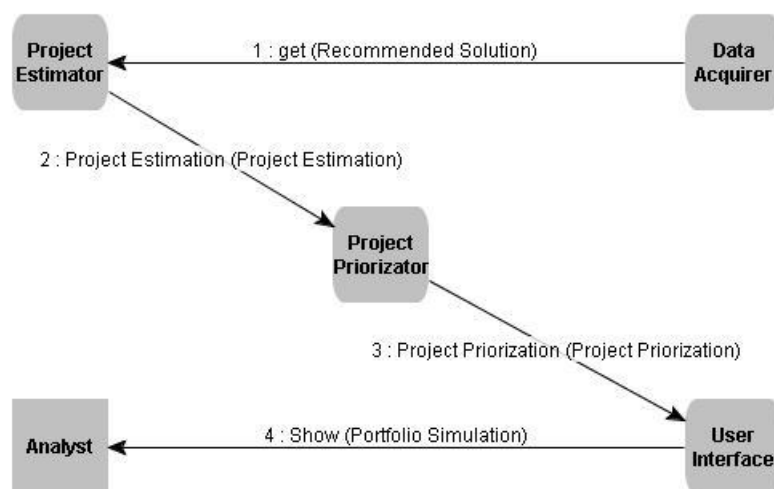 Project
Estimator
1 : get (Recommended Solution)
Data
Acquirer
2 : Project Estimation (Project Estimation)
Project
Priorizator
3 : Project Priorization (Project Priorization)
Analyst
4 : Show (Portfolio Simulation)
User
Interface